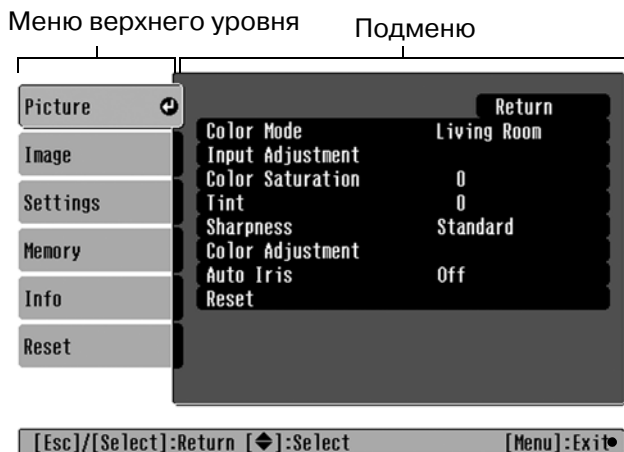 Меню верхнего уровня
Подменю
Picture
Image
Settings
Memory
Info
Reset
Return
Color Mode Living Room
Input Adjustment
Color Saturation 0
Tint 0
Sharpness Standard
Color Adjustment
Auto Iris Off
Reset
[Esc]/[Select]:Return [◆]:Select [Menu]:Exit